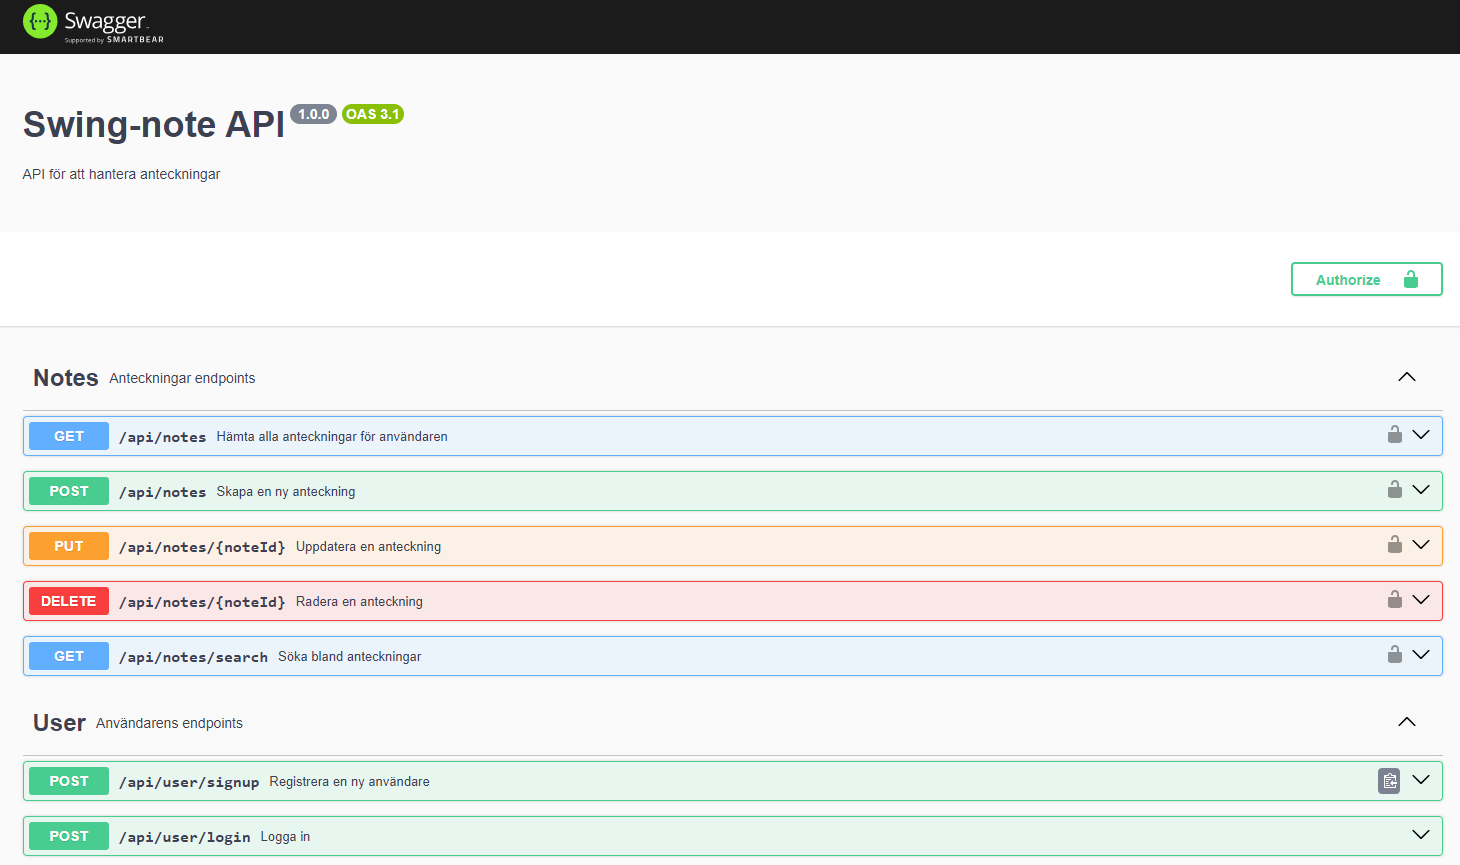 Swagger
Supported by SMARTBEAR
Swing-note API 1.0.0 OAS 3.1
API för att hantera anteckningar
Authorize
Notes Anteckningar endpoints
GET /api/notes Hämta alla anteckningar för användaren
POST /api/notes Skapa en ny anteckning
PUT /api/notes/{noteId} Uppdatera en anteckning
DELETE /api/notes/{noteId} Radera en anteckning
GET /api/notes/search Söka bland anteckningar
User Användarens endpoints
POST /api/user/signup Registrera en ny användare
POST /api/user/login Logga in